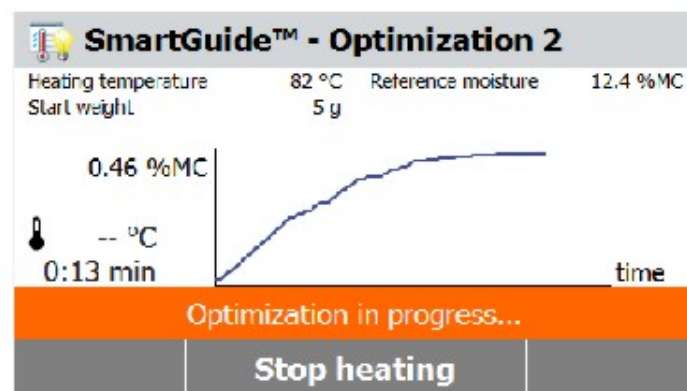 SmartGuide™ - Optimization 2
Heating temperature 82 °C Reference moisture 12.4 %MC
Start weight 5 g
0.46 %MC
-- °C
0:13 min time
Optimization in progress...
Stop heating